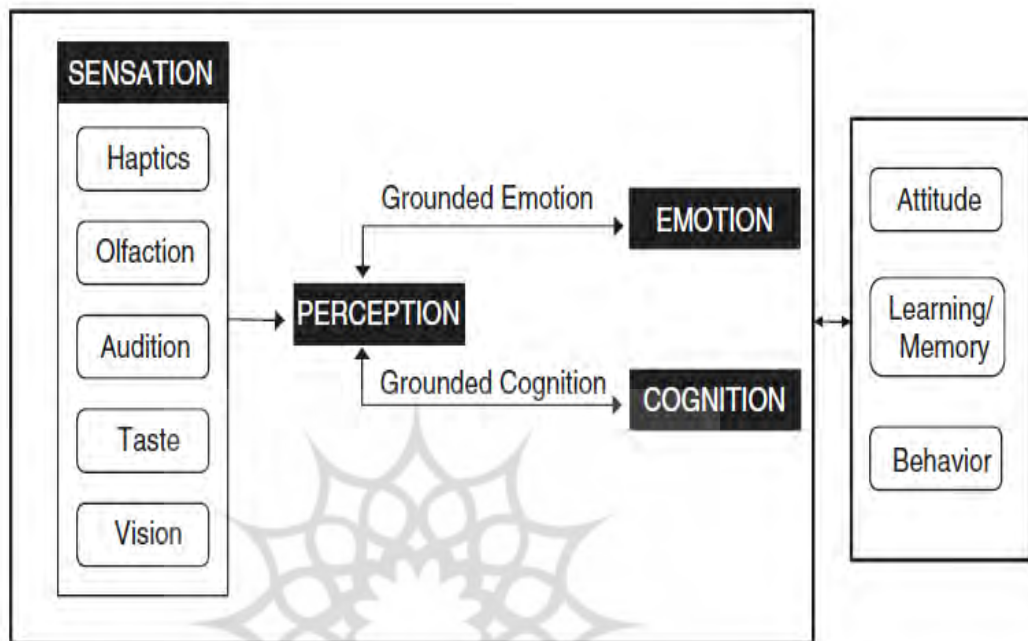 SENSATION
Haptics
Olfaction
Audition
Taste
Vision
PERCEPTION
Grounded Emotion
EMOTION
Grounded Cognition
COGNITION
Attitude
Learning/
Memory
Behavior